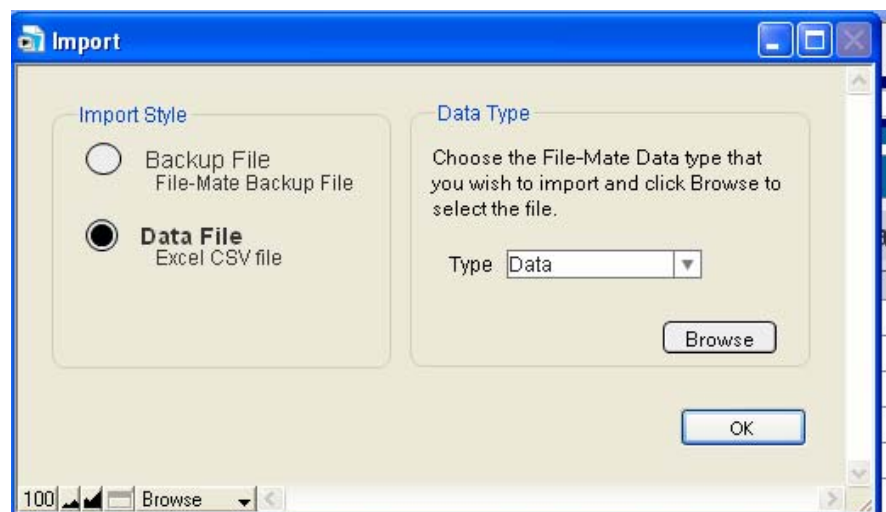 Import
Import Style
Backup File
File-Mate Backup File
Data File
Excel CSV file
Data Type
Choose the File-Mate Data type that
you wish to import and click Browse to
select the file.
Type Data
Browse
OK
100 Browse